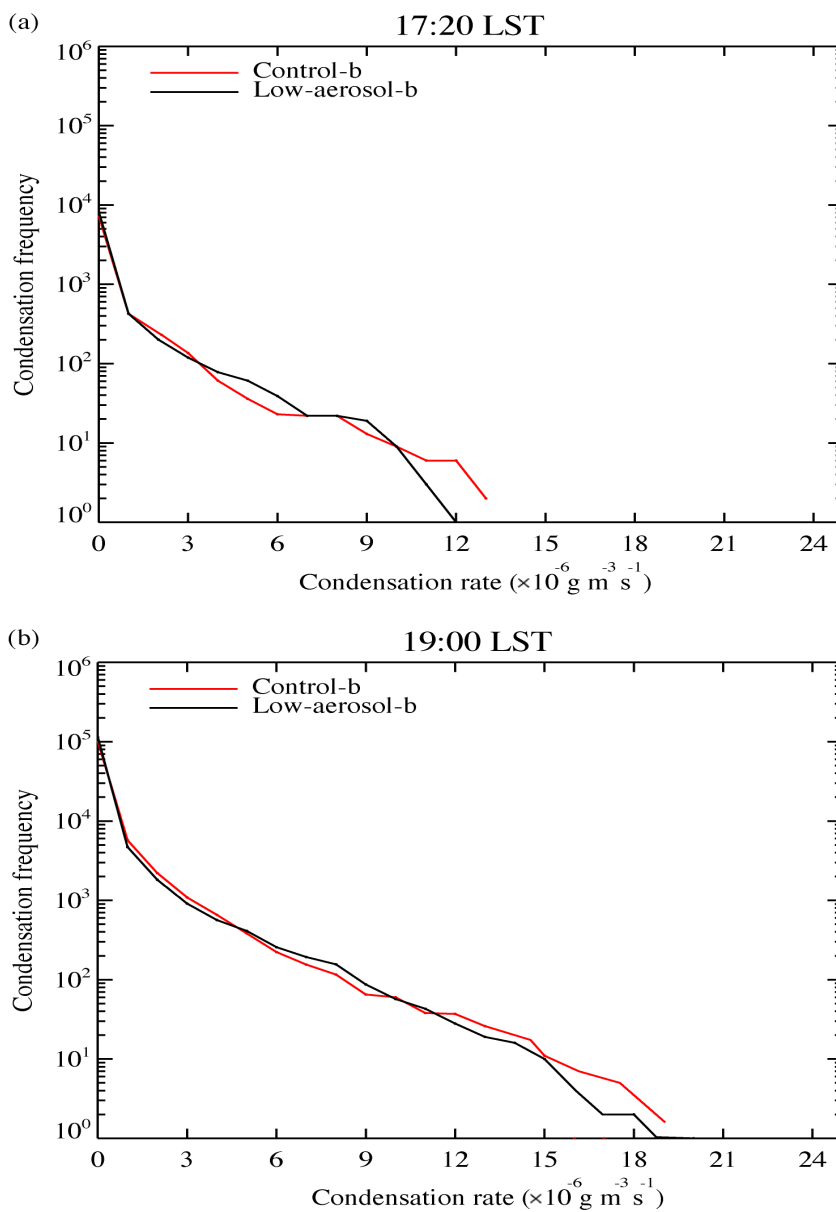 (a)
17:20 LST
Control-b
Low-aerosol-b
Condensation frequency
10^6
10^5
10^4
10^3
10^2
10^1
10^0
0 3 6 9 12 15 18 21 24
Condensation rate (×10^-6 g m^-3 s^-1)
(b)
19:00 LST
Control-b
Low-aerosol-b
Condensation frequency
10^6
10^5
10^4
10^3
10^2
10^1
10^0
0 3 6 9 12 15 18 21 24
Condensation rate (×10^-6 g m^-3 s^-1)